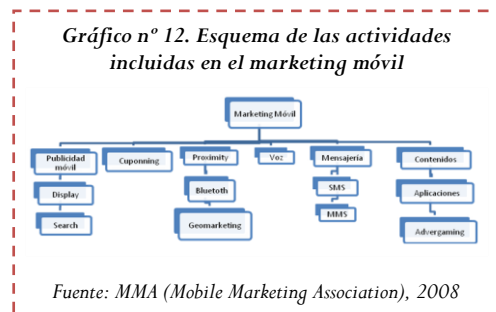 Gráfico nº 12. Esquema de las actividades
incluidas en el marketing móvil
Marketing Móvil
Publicidad
móvil
Cuponning
Proximity
Voz
Mensajería
Contenidos
Display
Bluetoth
SMS
Aplicaciones
Search
Geomarketing
MMS
Advergaming
Fuente: MMA (Mobile Marketing Association), 2008